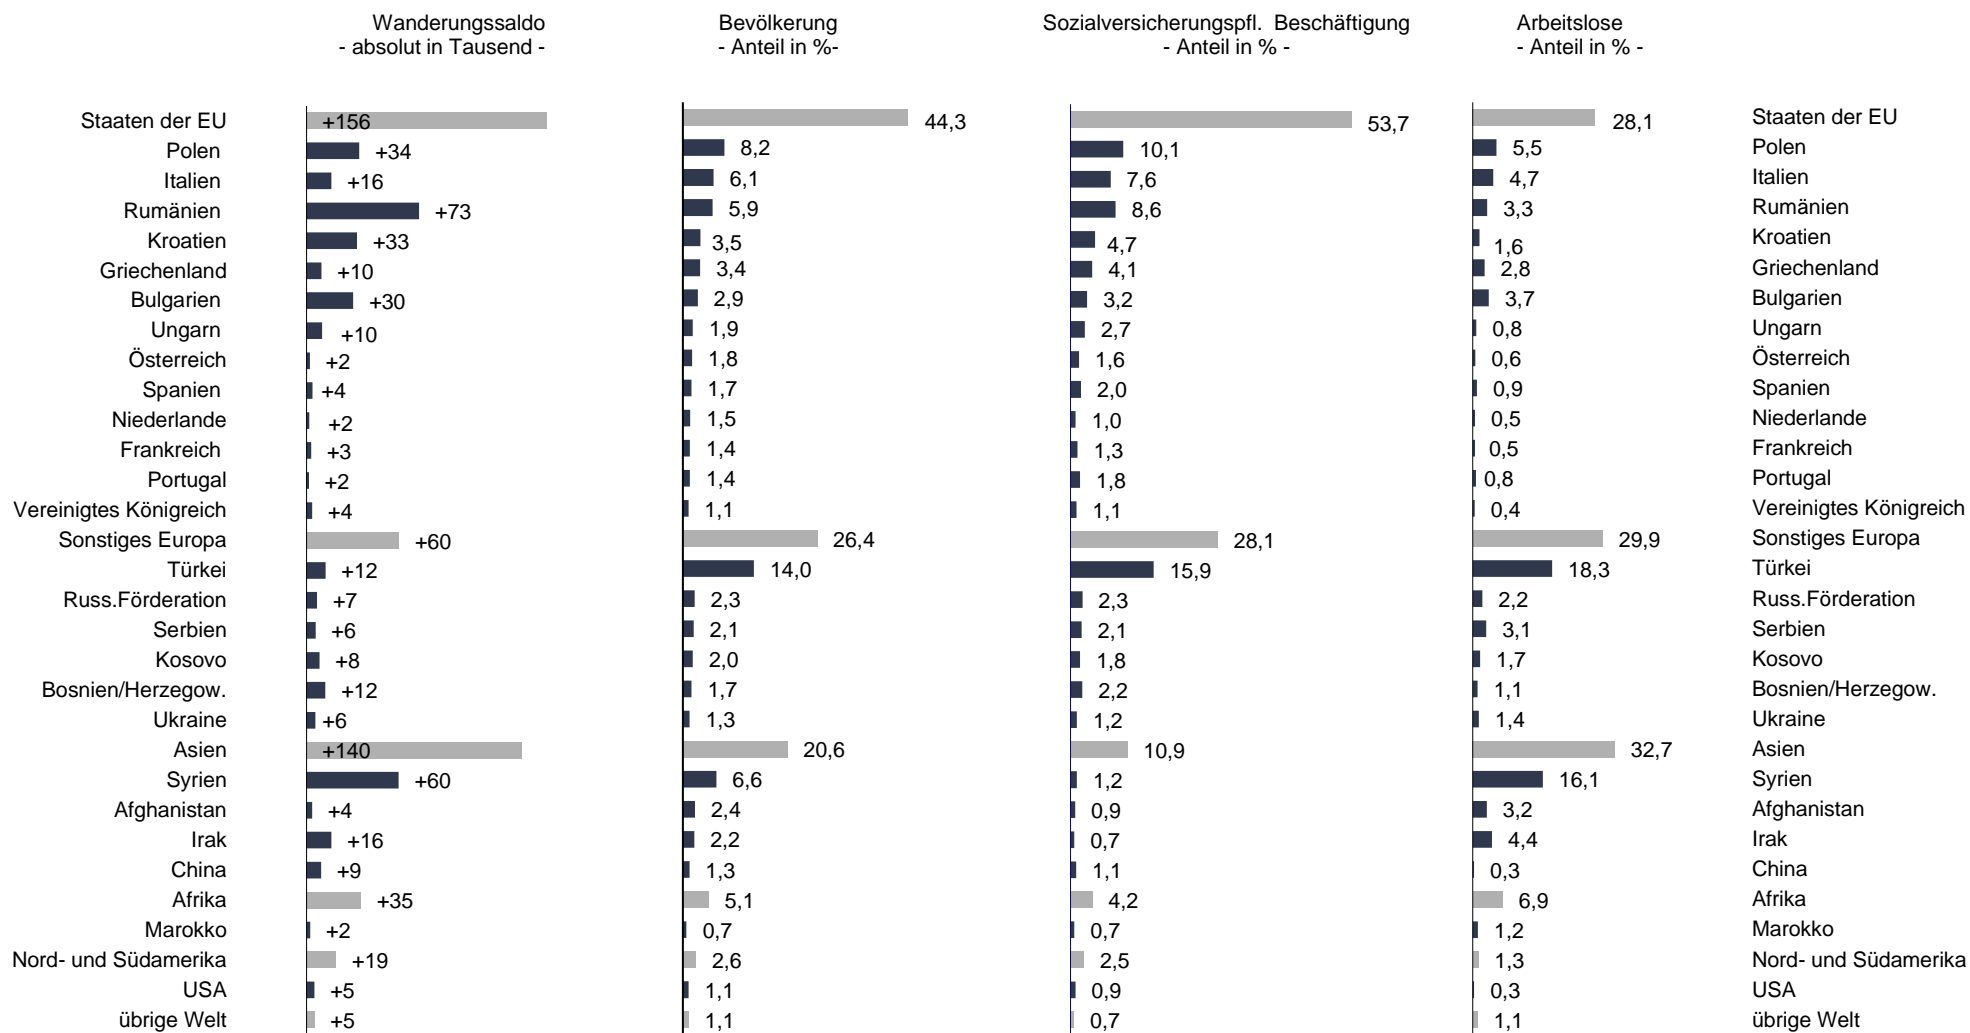 Wanderungssaldo Bevölkerung Sozialversicherungspfl. Beschäftigung Arbeitslose
- absolut in Tausend - - Anteil in %- - Anteil in % - - Anteil in % -
Staaten der EU +156 44,3 53,7 28,1 Staaten der EU
Polen +34 8,2 10,1 5,5 Polen
Italien +16 6,1 7,6 4,7 Italien
Rumänien +73 5,9 8,6 3,3 Rumänien
Kroatien +33 3,5 4,7 1,6 Kroatien
Griechenland +10 3,4 4,1 2,8 Griechenland
Bulgarien +30 2,9 3,2 3,7 Bulgarien
Ungarn +10 1,9 2,7 0,8 Ungarn
Österreich +2 1,8 1,6 0,6 Österreich
Spanien +4 1,7 2,0 0,9 Spanien
Niederlande +2 1,5 1,0 0,5 Niederlande
Frankreich +3 1,4 1,3 0,5 Frankreich
Portugal +2 1,4 1,8 0,8 Portugal
Vereinigtes Königreich +4 1,1 1,1 0,4 Vereinigtes Königreich
Sonstiges Europa +60 26,4 28,1 29,9 Sonstiges Europa
Türkei +12 14,0 15,9 18,3 Türkei
Russ.Förderation +7 2,3 2,3 2,2 Russ.Förderation
Serbien +6 2,1 2,1 3,1 Serbien
Kosovo +8 2,0 1,8 1,7 Kosovo
Bosnien/Herzegow. +12 1,7 2,2 1,1 Bosnien/Herzegow.
Ukraine +6 1,3 1,2 1,4 Ukraine
Asien +140 20,6 10,9 32,7 Asien
Syrien +60 6,6 1,2 16,1 Syrien
Afghanistan +4 2,4 0,9 3,2 Afghanistan
Irak +16 2,2 0,7 4,4 Irak
China +9 1,3 1,1 0,3 China
Afrika +35 5,1 4,2 6,9 Afrika
Marokko +2 0,7 0,7 1,2 Marokko
Nord- und Südamerika +19 2,6 2,5 1,3 Nord- und Südamerika
USA +5 1,1 0,9 0,3 USA
übrige Welt +5 1,1 0,7 1,1 übrige Welt